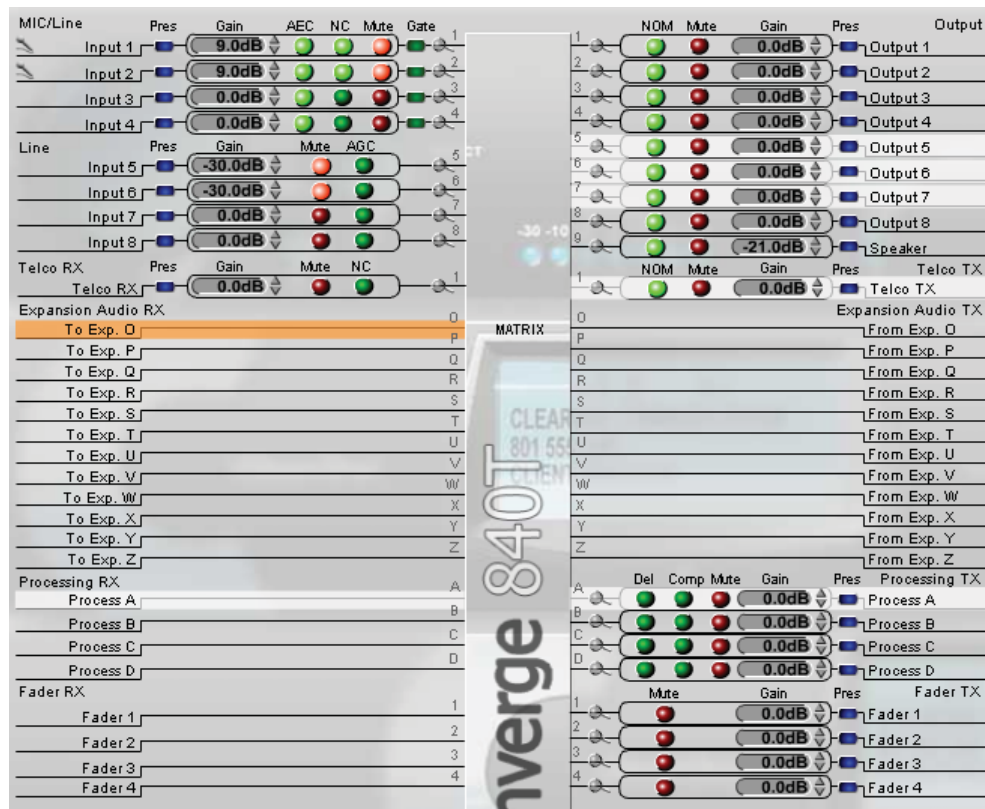 MIC/Line Pres Gain AEC NC Mute Gate
Input 1 9.0dB 1
Input 2 9.0dB 2
Input 3 0.0dB 3
Input 4 0.0dB 4
Line Pres Gain Mute AGC
Input 5 -30.0dB 5
Input 6 -30.0dB 6
Input 7 0.0dB 7
Input 8 0.0dB 8
Telco RX Pres Gain Mute NC
Telco RX 0.0dB 1
Expansion Audio RX
To Exp. O O
To Exp. P P
To Exp. Q Q
To Exp. R R
To Exp. S S
To Exp. T T
To Exp. U U
To Exp. V V
To Exp. W W
To Exp. X X
To Exp. Y Y
To Exp. Z Z
Processing RX
Process A A
Process B B
Process C C
Process D D
Fader RX
Fader 1 1
Fader 2 2
Fader 3 3
Fader 4 4
-30 -10
MATRIX
CLEAR
801 555
CLIENT
nverge 840T
NOM Mute Gain Pres Output
1 0.0dB Output 1
2 0.0dB Output 2
3 0.0dB Output 3
4 0.0dB Output 4
5 0.0dB Output 5
6 0.0dB Output 6
7 0.0dB Output 7
8 0.0dB Output 8
9 -21.0dB Speaker
NOM Mute Gain Pres Telco TX
1 0.0dB Telco TX
Expansion Audio TX
O From Exp. O
P From Exp. P
Q From Exp. Q
R From Exp. R
S From Exp. S
T From Exp. T
U From Exp. U
V From Exp. V
W From Exp. W
X From Exp. X
Y From Exp. Y
Z From Exp. Z
Del Comp Mute Gain Pres Processing TX
A 0.0dB Process A
B 0.0dB Process B
C 0.0dB Process C
D 0.0dB Process D
Mute Gain Pres Fader TX
1 0.0dB Fader 1
2 0.0dB Fader 2
3 0.0dB Fader 3
4 0.0dB Fader 4